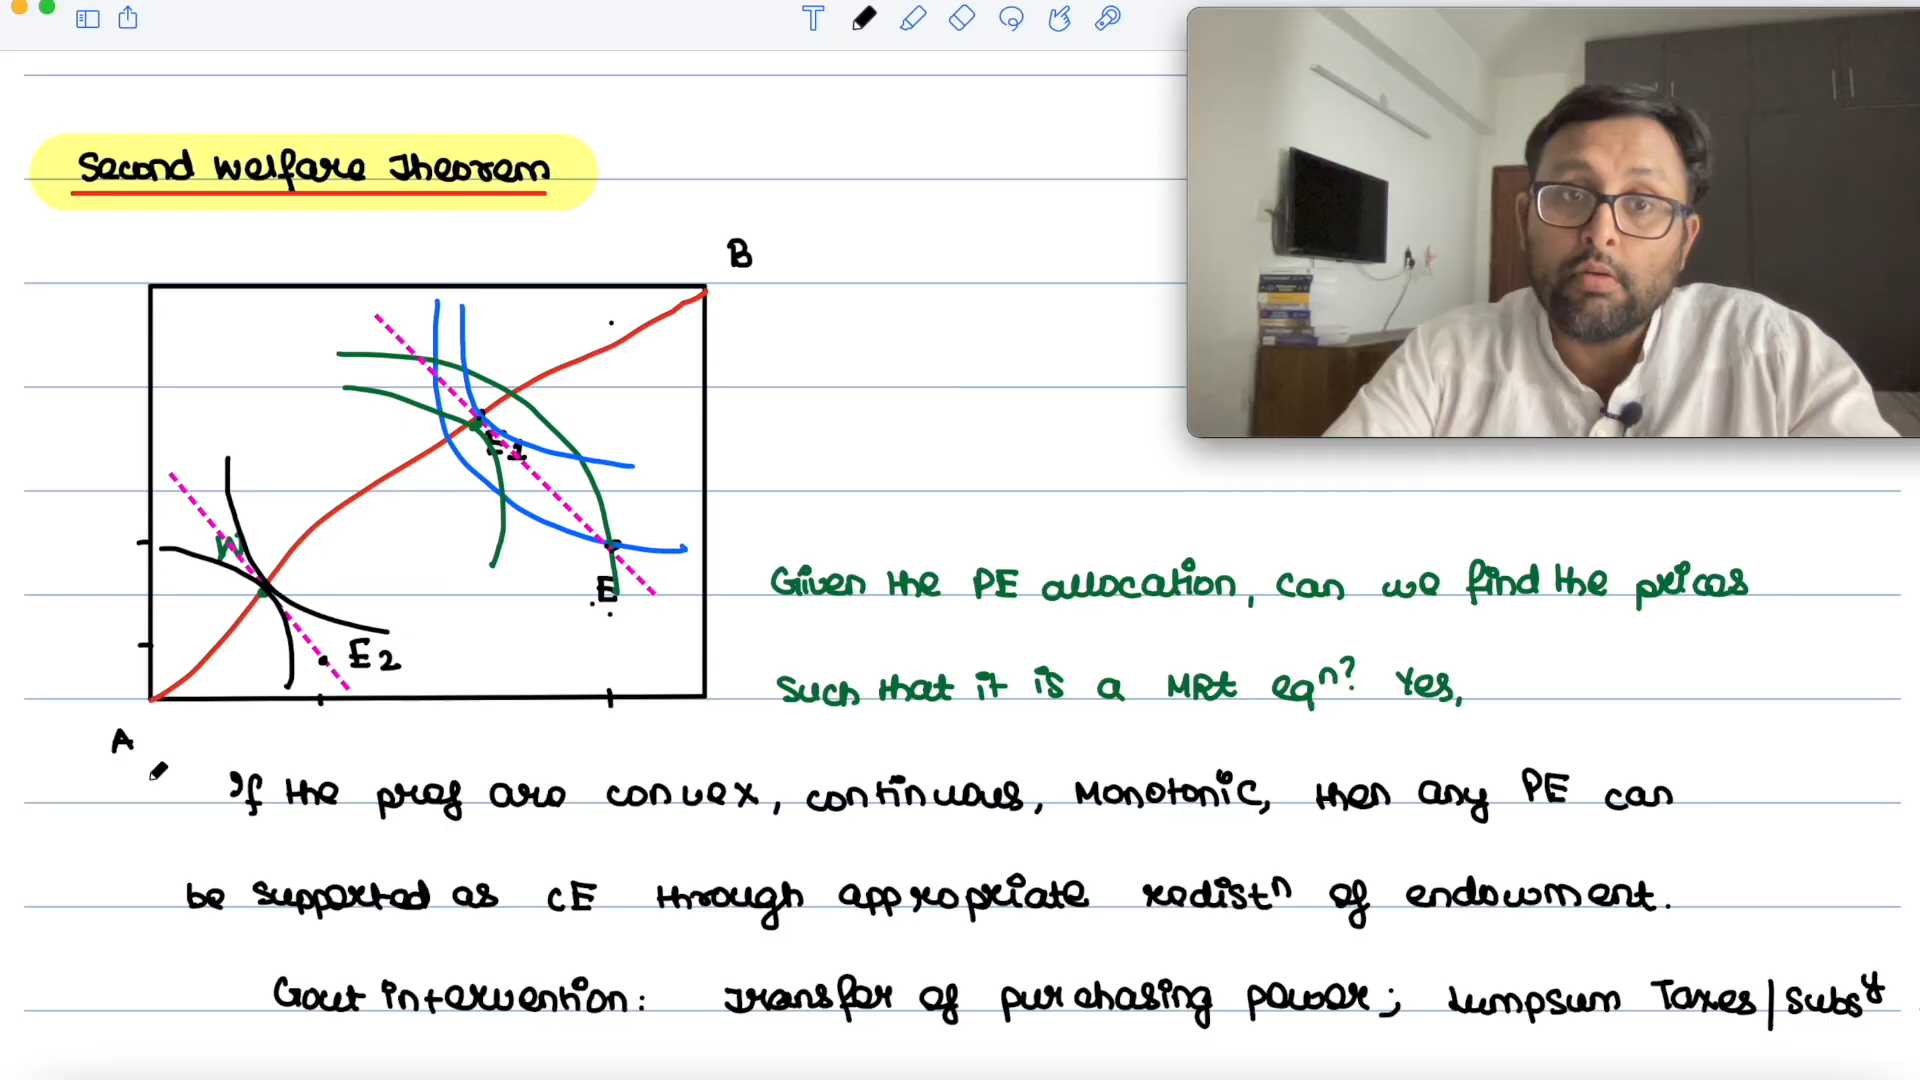 Second Welfare Theorem
B
E1
E
E2
A
Given the PE allocation, can we find the prices
such that it is a MRt eqⁿ? Yes,
If the pref are convex, continuous, Monotonic, then any PE can
be supported as CE through appropriate redistⁿ of endowment.
Govt intervention: Transfer of purchasing power; Lumpsum Taxes|Subsʸ